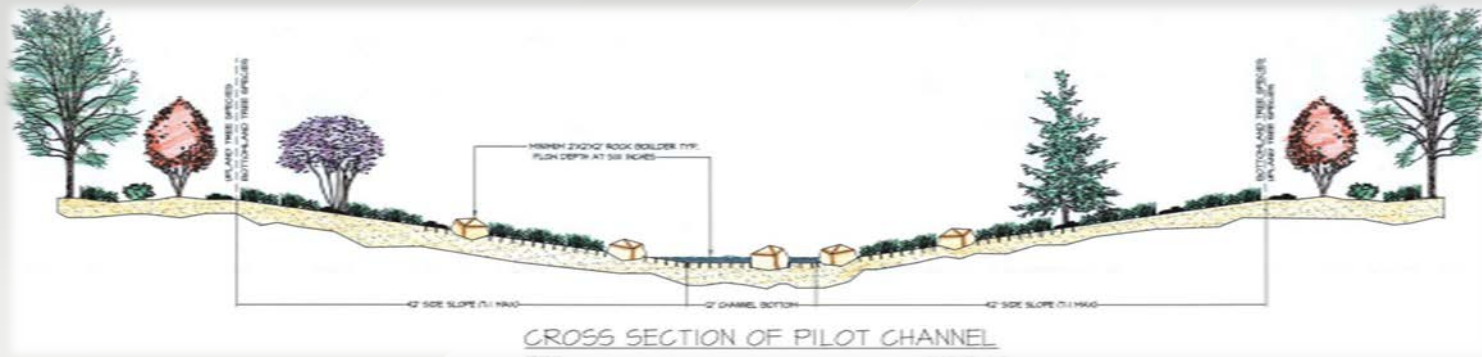 UPLAND TREE SPECIES
BOTTOMLAND TREE SPECIES
MINIMUM 2'X2'X2' ROCK BOULDER TYP.
FLOW DEPTH AT SIX INCHES
BOTTOMLAND TREE SPECIES
UPLAND TREE SPECIES
42' SIDE SLOPE (7:1 MAX)
12' CHANNEL BOTTOM
42' SIDE SLOPE (7:1 MAX)
CROSS SECTION OF PILOT CHANNEL